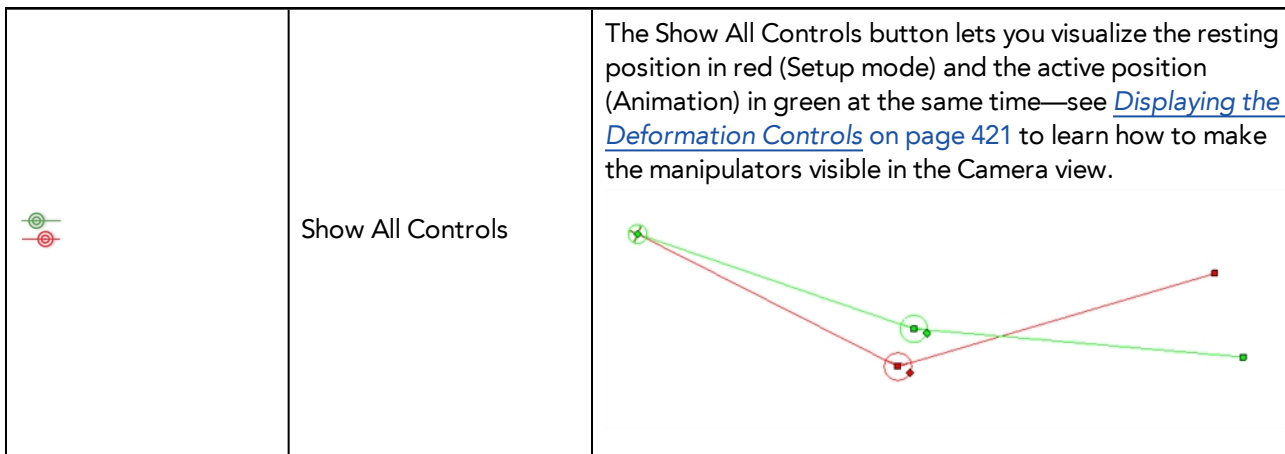 Show All Controls
The Show All Controls button lets you visualize the resting
position in red (Setup mode) and the active position
(Animation) in green at the same time—see Displaying the
Deformation Controls on page 421 to learn how to make
the manipulators visible in the Camera view.